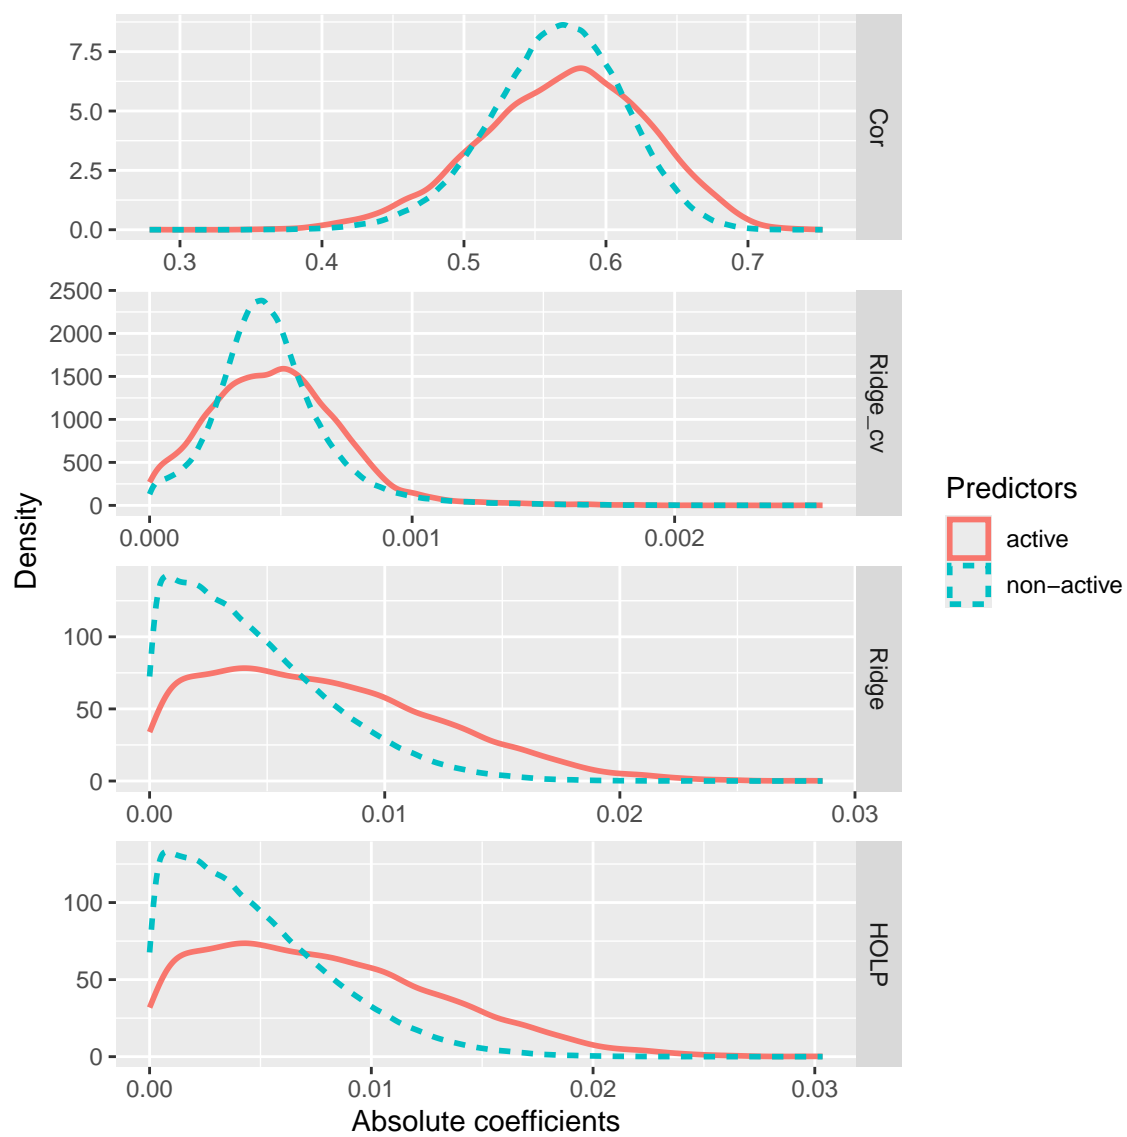 7.5
5.0
2.5
0.0
Cor
0.3 0.4 0.5 0.6 0.7
2500
2000
1500
1000
500
0
Ridge_cv
0.000 0.001 0.002
Density
100
50
0
Ridge
0.00 0.01 0.02 0.03
100
50
0
HOLP
0.00 0.01 0.02 0.03
Absolute coefficients
Predictors
active
non−active